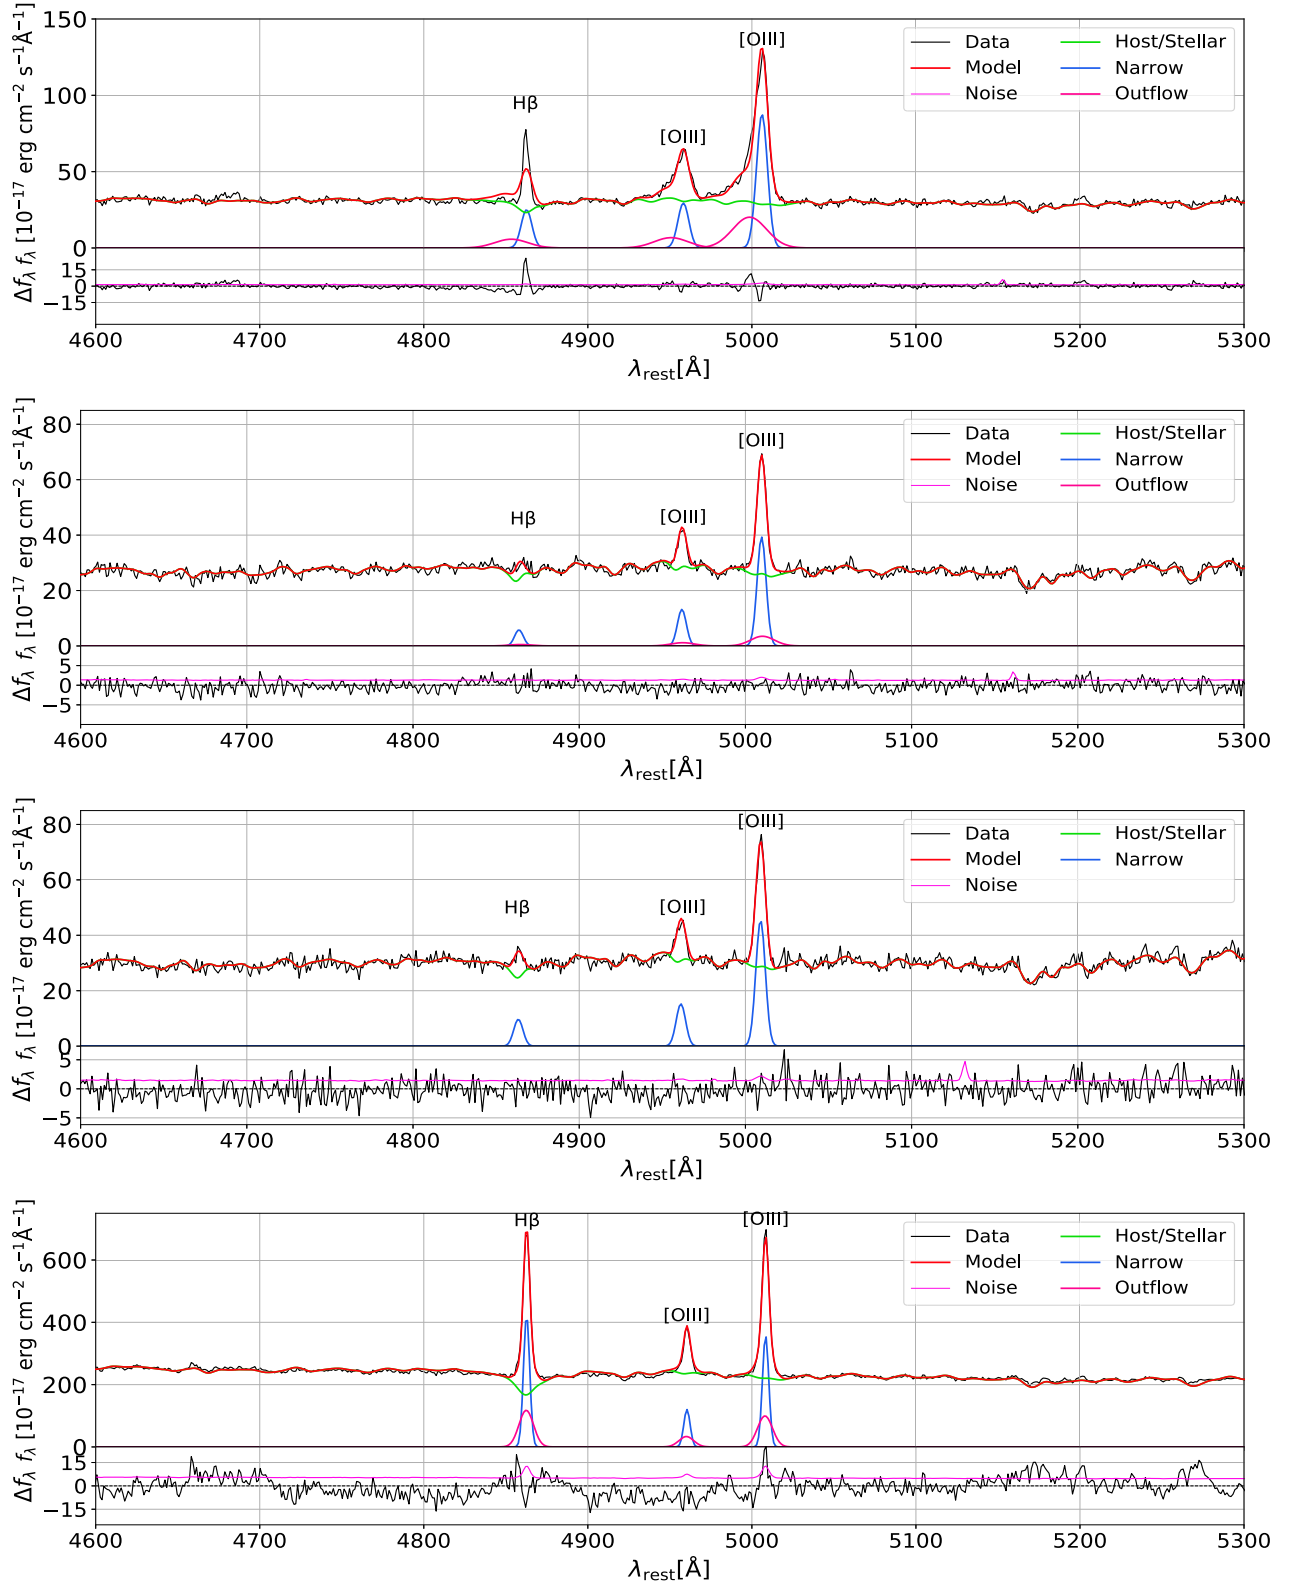 150
100
50
0
15
0
−15
Δf_λ f_λ [10⁻¹⁷ erg cm⁻² s⁻¹Å⁻¹]
Hβ
[OIII]
[OIII]
Data
Model
Noise
Host/Stellar
Narrow
Outflow
4600 4700 4800 4900 5000 5100 5200 5300
λ_rest[Å]
80
60
40
20
0
5
0
−5
Δf_λ f_λ [10⁻¹⁷ erg cm⁻² s⁻¹Å⁻¹]
Hβ
[OIII]
[OIII]
Data
Model
Noise
Host/Stellar
Narrow
Outflow
4600 4700 4800 4900 5000 5100 5200 5300
λ_rest[Å]
80
60
40
20
0
5
0
−5
Δf_λ f_λ [10⁻¹⁷ erg cm⁻² s⁻¹Å⁻¹]
Hβ
[OIII]
[OIII]
Data
Model
Noise
Host/Stellar
Narrow
4600 4700 4800 4900 5000 5100 5200 5300
λ_rest[Å]
600
400
200
0
15
0
−15
Δf_λ f_λ [10⁻¹⁷ erg cm⁻² s⁻¹Å⁻¹]
Hβ
[OIII]
[OIII]
Data
Model
Noise
Host/Stellar
Narrow
Outflow
4600 4700 4800 4900 5000 5100 5200 5300
λ_rest[Å]